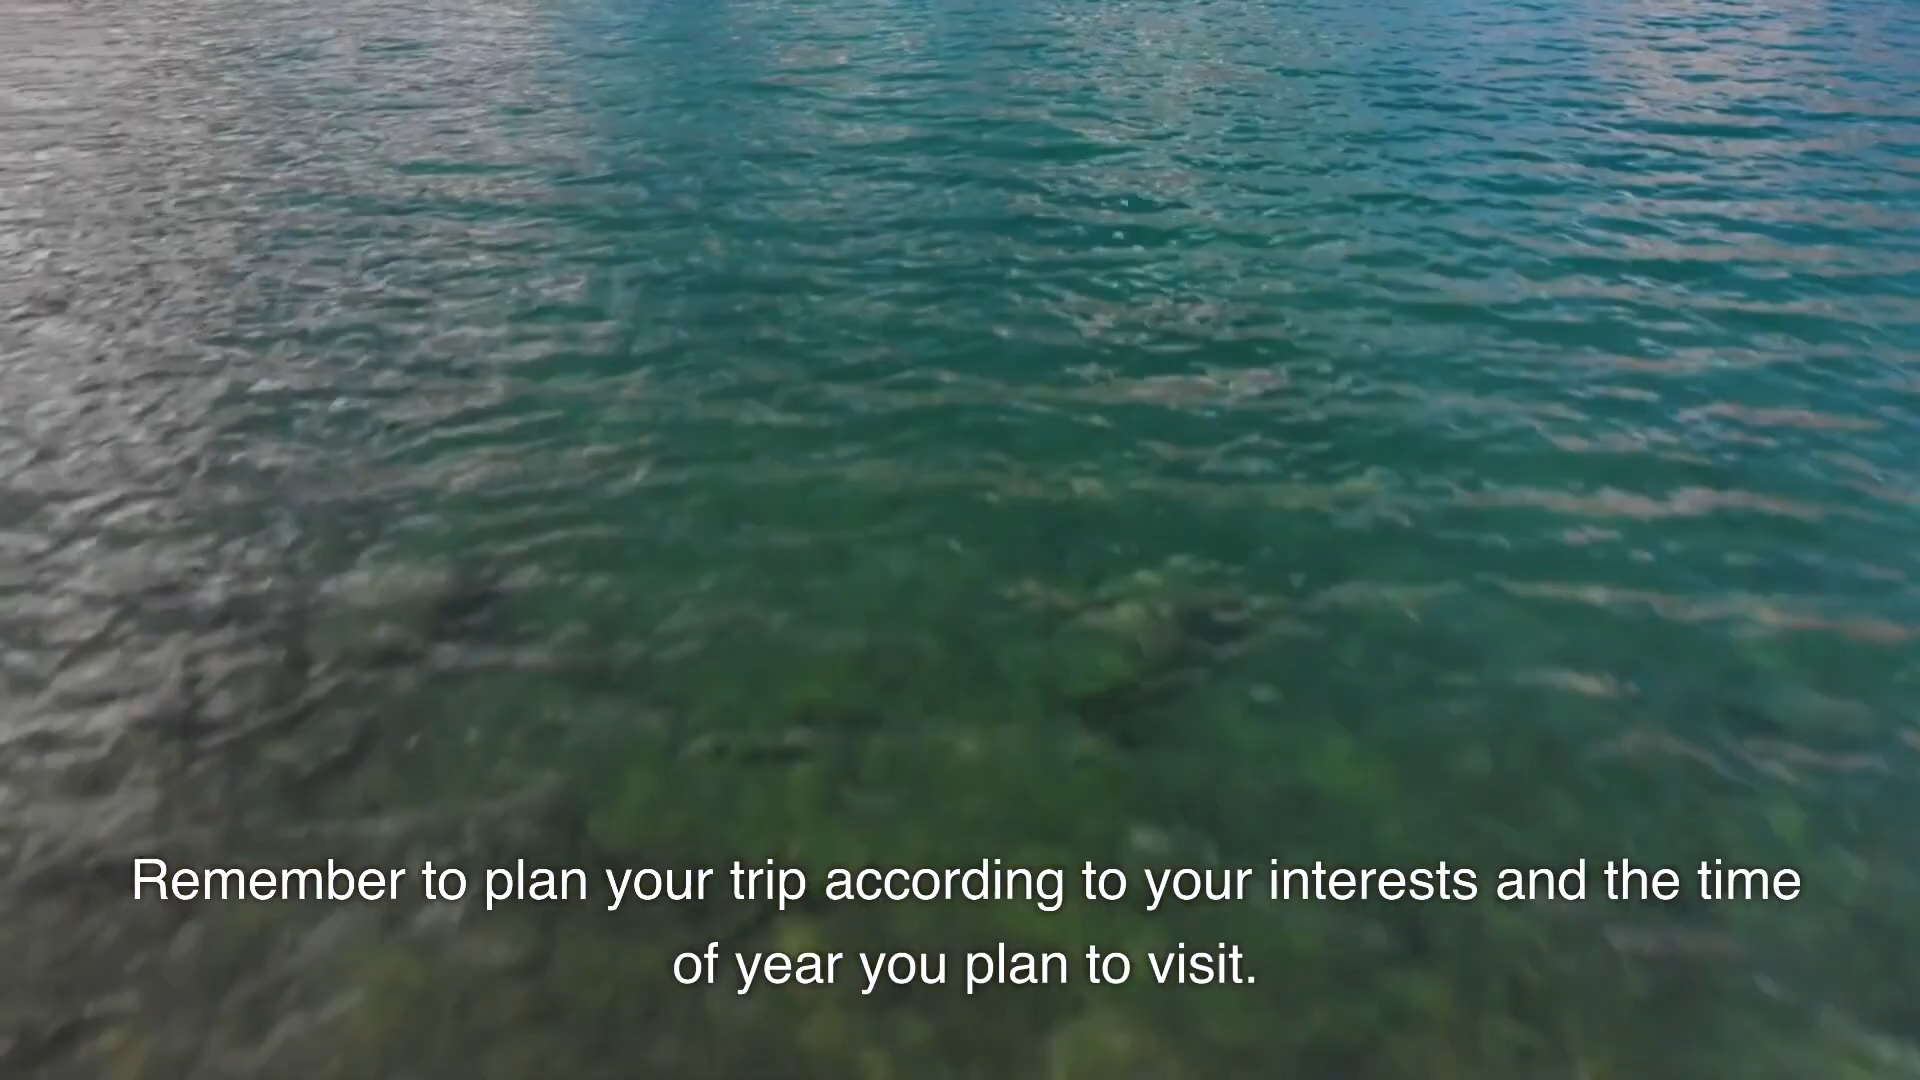 Remember to plan your trip according to your interests and the time
of year you plan to visit.